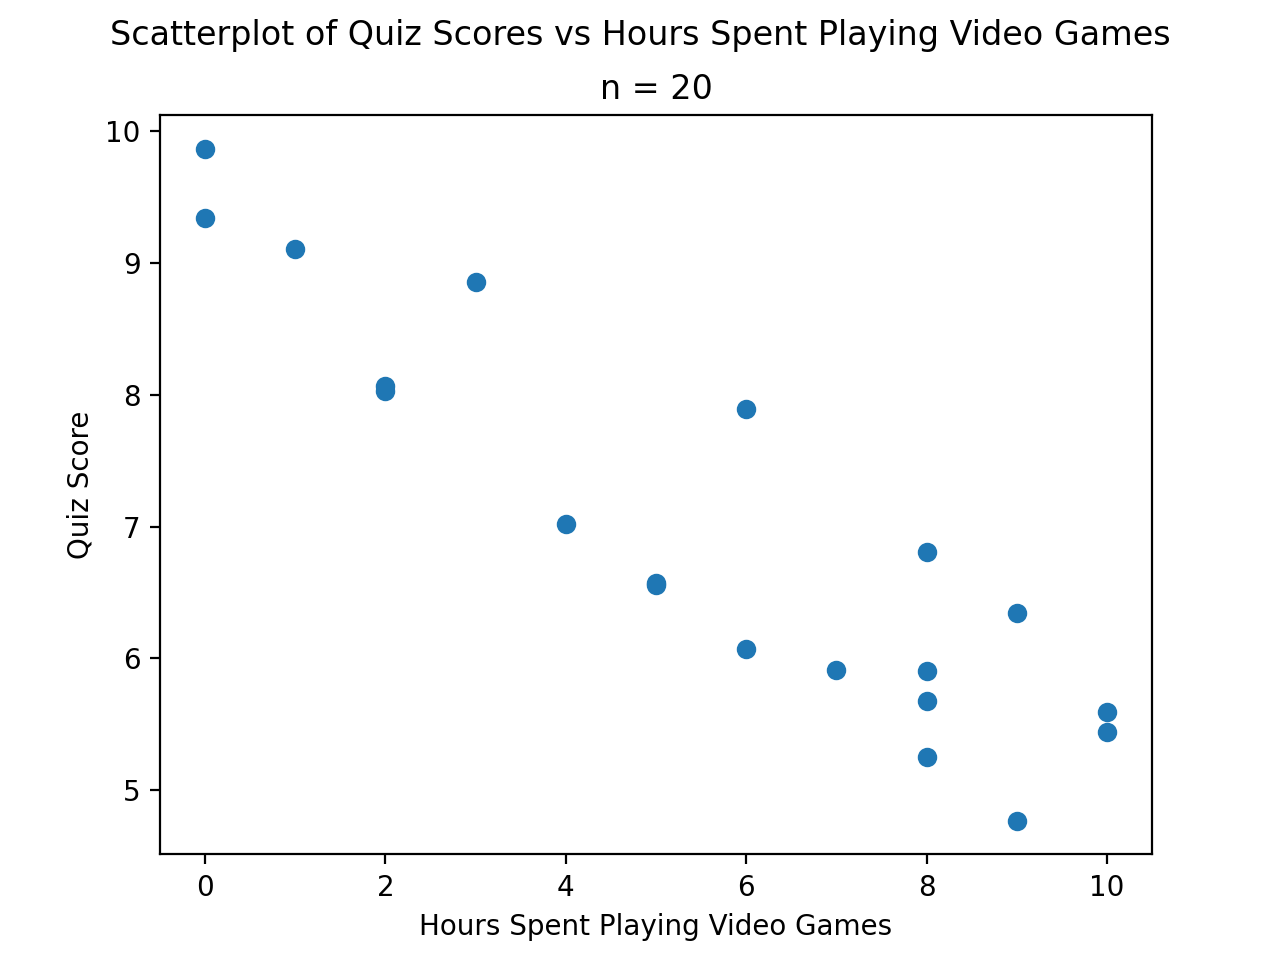 Scatterplot of Quiz Scores vs Hours Spent Playing Video Games
n = 20
10
9
8
7
6
5
Quiz Score
0 2 4 6 8 10
Hours Spent Playing Video Games